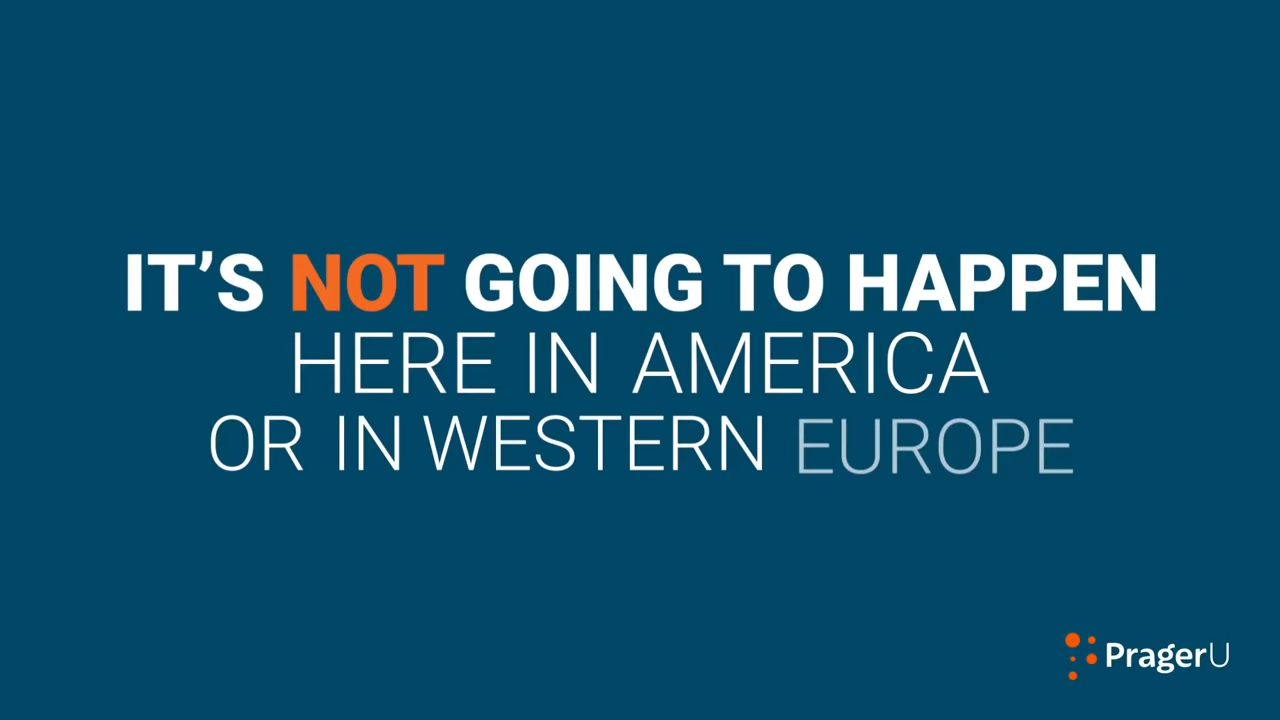 IT’S NOT GOING TO HAPPEN
HERE IN AMERICA
OR IN WESTERN EUROPE
PragerU